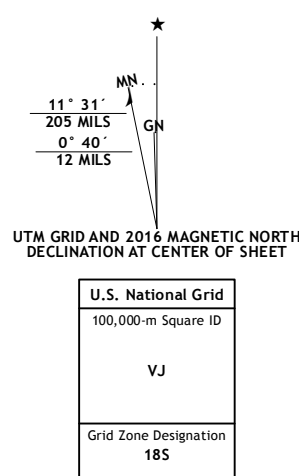 ★
MN
11° 31´
205 MILS
GN
0° 40´
12 MILS
UTM GRID AND 2016 MAGNETIC NORTH
DECLINATION AT CENTER OF SHEET
U.S. National Grid
100,000-m Square ID
VJ
Grid Zone Designation
18S